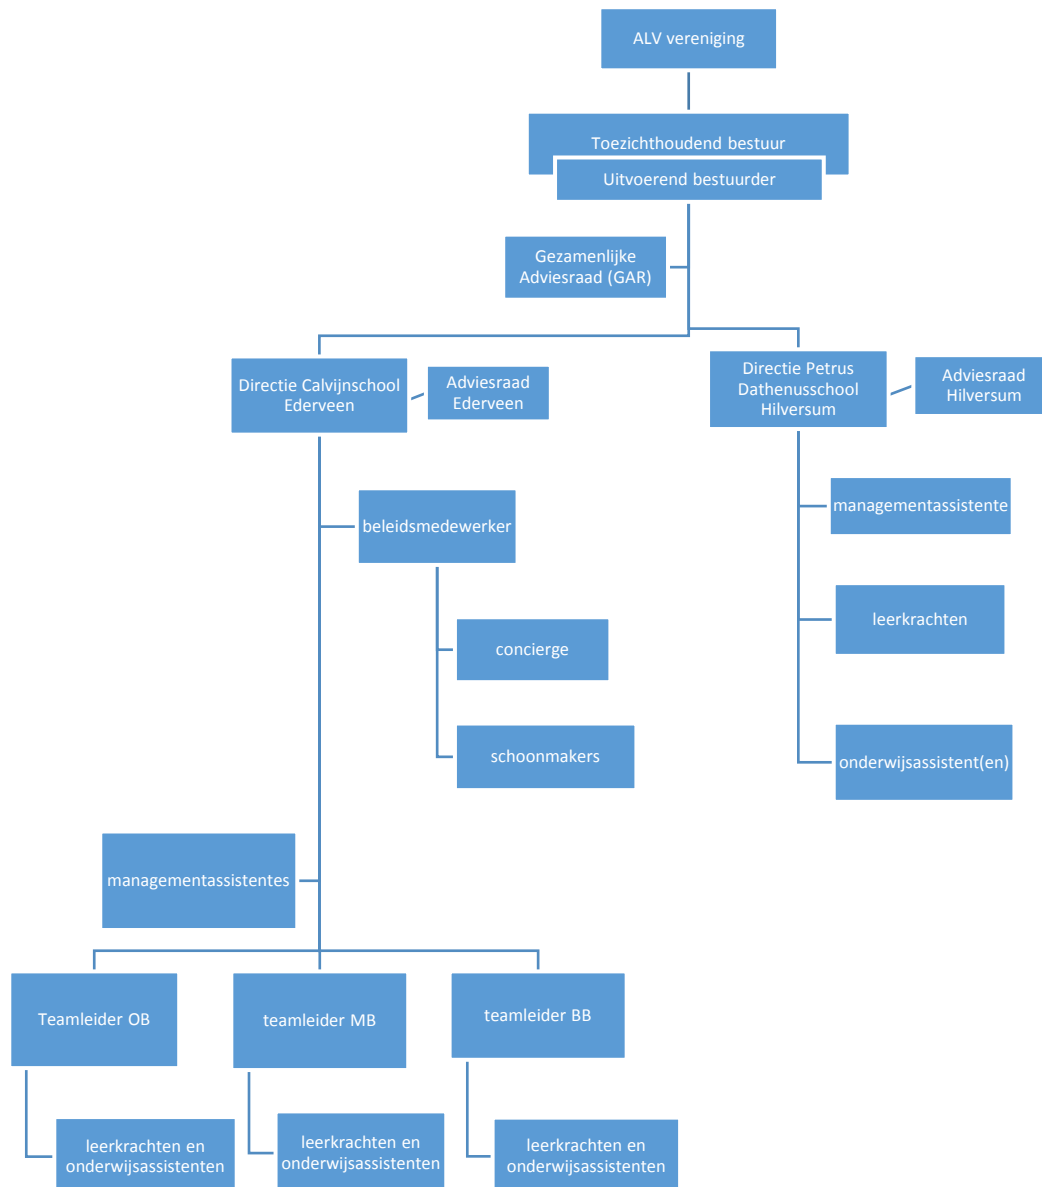 ALV vereniging
Toezichthoudend bestuur
Uitvoerend bestuurder
Gezamenlijke
Adviesraad (GAR)
Directie Calvijnschool
Ederveen
Adviesraad
Ederveen
Directie Petrus
Dathenusschool
Hilversum
Adviesraad
Hilversum
beleidsmedewerker
managementassistente
concierge
leerkrachten
schoonmakers
onderwijsassistent(en)
managementassistentes
Teamleider OB
teamleider MB
teamleider BB
leerkrachten en
onderwijsassistenten
leerkrachten en
onderwijsassistenten
leerkrachten en
onderwijsassistenten